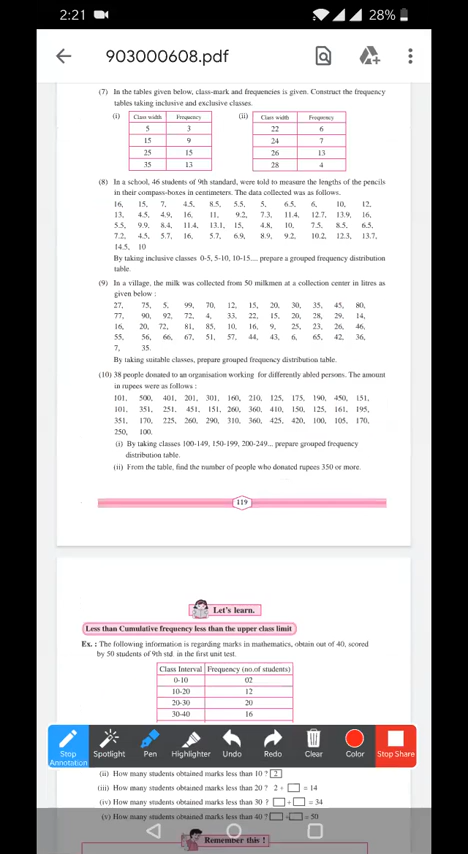 2:21
28%
903000608.pdf
(7) In the tables given below, class-mark and frequencies is given. Construct the frequency
tables taking inclusive and exclusive classes.
(i) Class width Frequency
5 3
15 9
25 15
35 13
(ii) Class width Frequency
22 6
24 7
26 13
28 4
(8) In a school, 46 students of 9th standard, were told to measure the lengths of the pencils
in their compass-boxes in centimeters. The data collected was as follows.
16, 15, 7, 4.5, 8.5, 5.5, 5, 6.5, 6, 10, 12,
13, 4.5, 4.9, 16, 11, 9.2, 7.3, 11.4, 12.7, 13.9, 16,
5.5, 9.9, 8.4, 11.4, 13.1, 15, 4.8, 10, 7.5, 8.5, 6.5,
7.2, 4.5, 5.7, 16, 5.7, 6.9, 8.9, 9.2, 10.2, 12.3, 13.7,
14.5, 10
By taking inclusive classes 0-5, 5-10, 10-15.... prepare a grouped frequency distribution
table.
(9) In a village, the milk was collected from 50 milkmen at a collection center in litres as
given below :
27, 75, 5, 99, 70, 12, 15, 20, 30, 35, 45, 80,
77, 90, 92, 72, 4, 33, 22, 15, 20, 28, 29, 14,
16, 20, 72, 81, 85, 10, 16, 9, 25, 23, 26, 46,
55, 56, 66, 67, 51, 57, 44, 43, 6, 65, 42, 36,
7, 35.
By taking suitable classes, prepare grouped frequency distribution table.
(10) 38 people donated to an organisation working for differently abled persons. The amount
in rupees were as follows :
101, 500, 401, 201, 301, 160, 210, 125, 175, 190, 450, 151,
101, 351, 251, 451, 151, 260, 360, 410, 150, 125, 161, 195,
351, 170, 225, 260, 290, 310, 360, 425, 420, 100, 105, 170,
250, 100.
(i) By taking classes 100-149, 150-199, 200-249... prepare grouped frequency
distribution table.
(ii) From the table, find the number of people who donated rupees 350 or more.
119
Let's learn.
Less than Cumulative frequency less than the upper class limit
Ex. : The following information is regarding marks in mathematics, obtain out of 40, scored
by 50 students of 9th std. in the first unit test.
Class Interval Frequency (no.of students)
0-10 02
10-20 12
20-30 20
30-40 16
Stop Annotation
Spotlight
Pen
Highlighter
Undo
Redo
Clear
Color
Stop Share
(ii) How many students obtained marks less than 10 ? 2
(iii) How many students obtained marks less than 20 ? 2 + □ = 14
(iv) How many students obtained marks less than 30 ? □ + □ = 34
(v) How many students obtained marks less than 40 ? □ + □ = 50
Remember this !